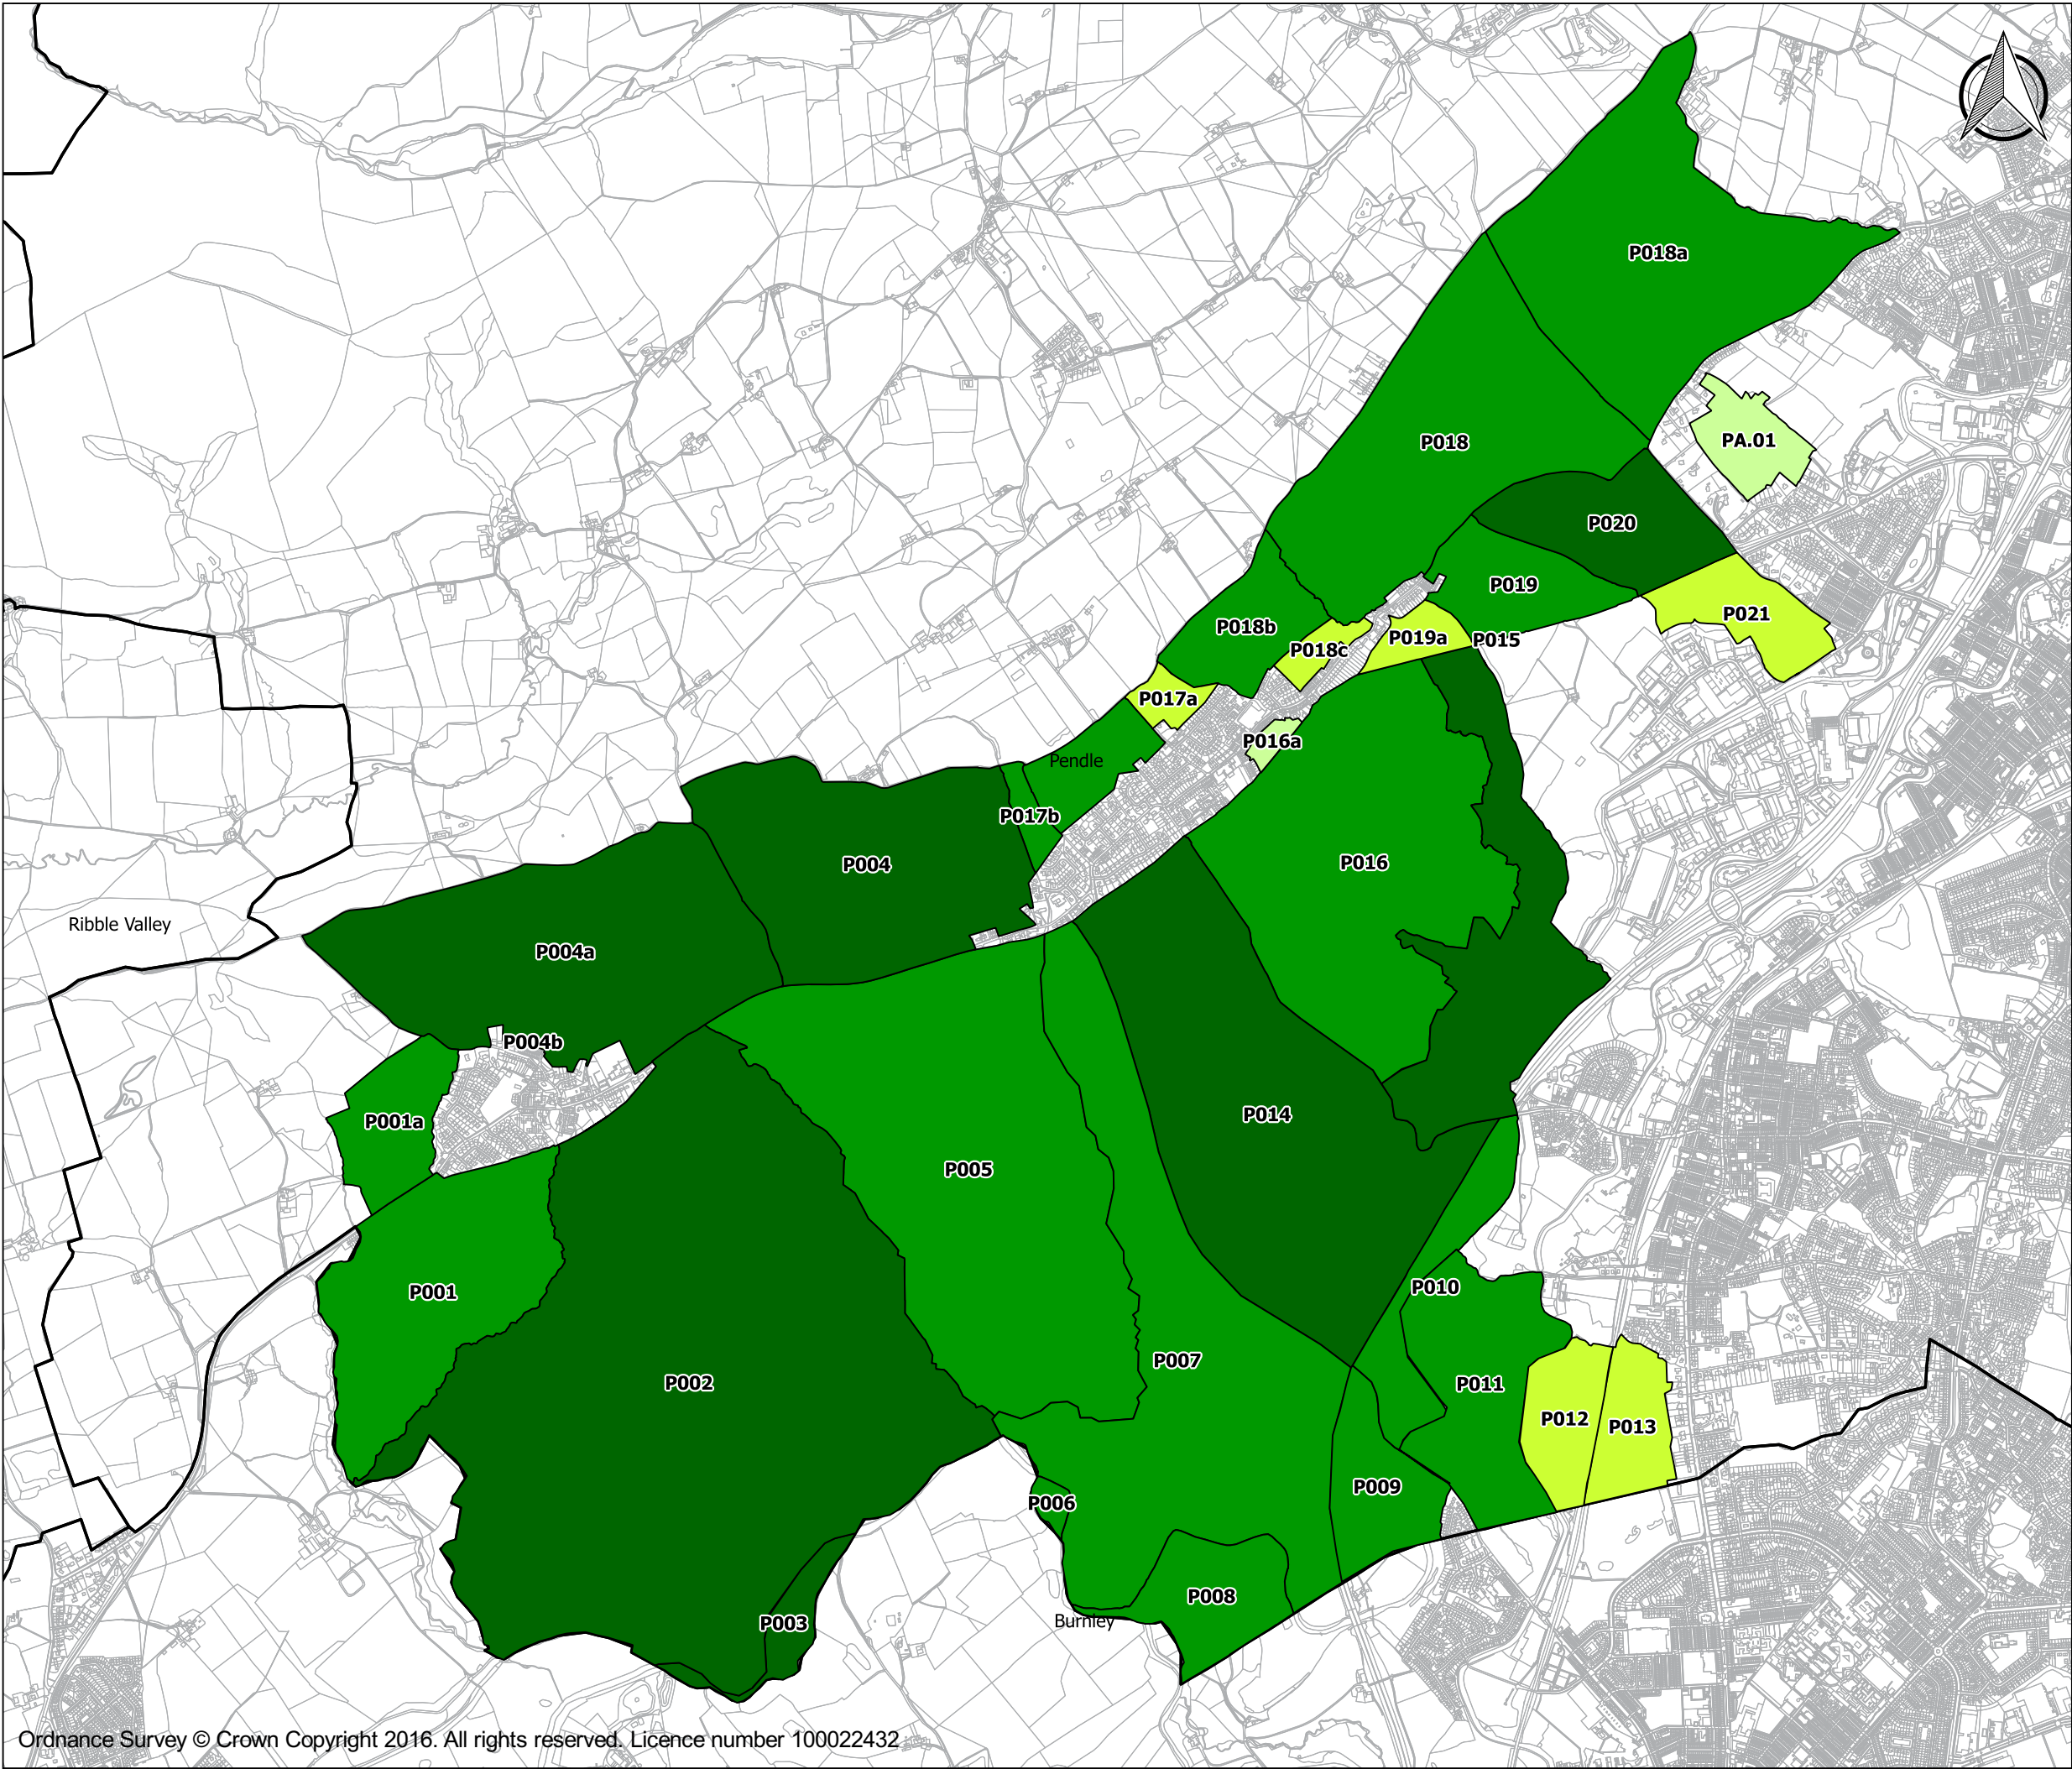 P018a
PA.01
P018
P020
P019
P021
P018b
P019a
P015
P018c
P017a
P016a
Pendle
P017b
P016
P004
Ribble Valley
P004a
P004b
P014
P001a
P005
P010
P001
P007
P002
P011
P012
P013
P009
P006
P008
P003
Burnley
Ordnance Survey © Crown Copyright 2016. All rights reserved. Licence number 100022432